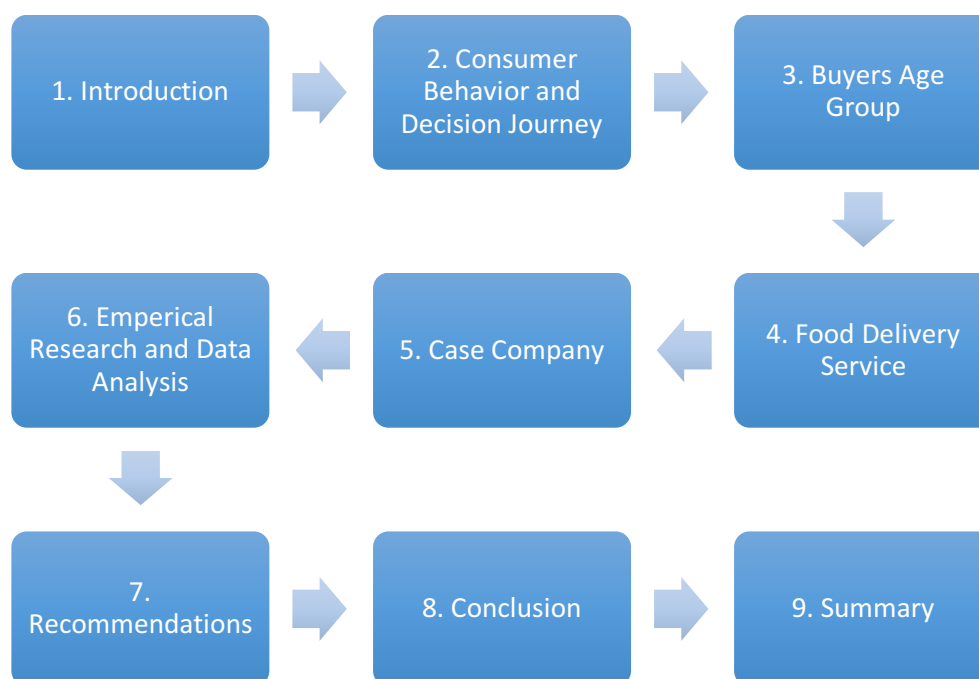 1. Introduction
2. Consumer
Behavior and
Decision Journey
3. Buyers Age
Group
4. Food Delivery
Service
5. Case Company
6. Emperical
Research and Data
Analysis
7.
Recommendations
8. Conclusion
9. Summary